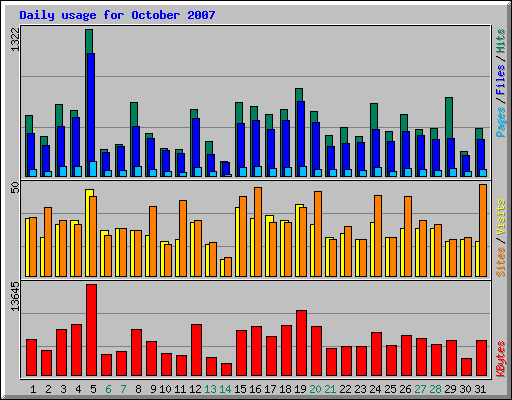 Daily usage for October 2007
1322
Pages / Files / Hits
50
Sites / Visits
13645
KBytes
1 2 3 4 5 6 7 8 9 10 11 12 13 14 15 16 17 18 19 20 21 22 23 24 25 26 27 28 29 30 31